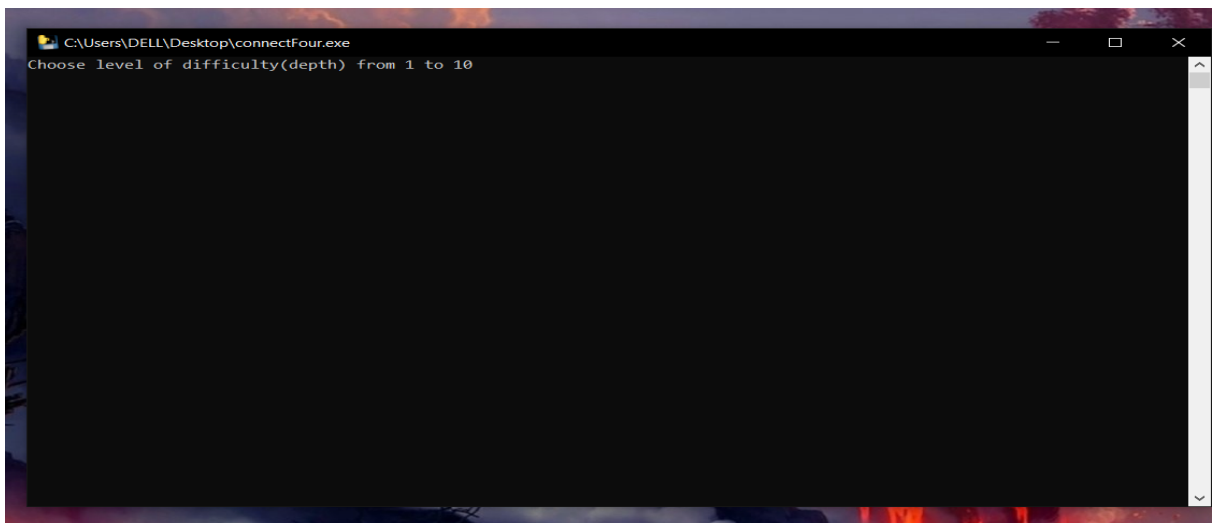 C:\Users\DELL\Desktop\connectFour.exe
Choose level of difficulty(depth) from 1 to 10